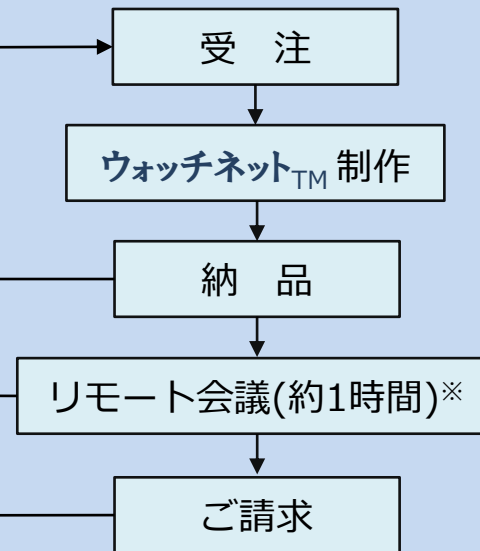 受　注
ウォッチネットTM 制作
納　品
リモート会議(約1時間)※
ご請求